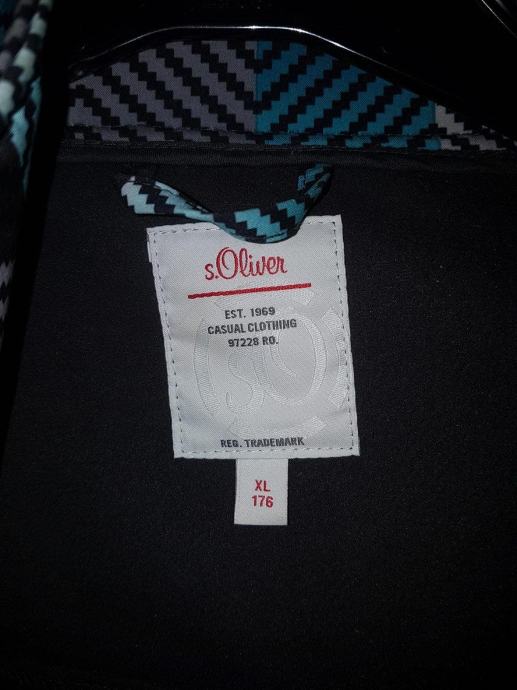 s.Oliver
EST. 1969
CASUAL CLOTHING
97228 RO.
REG. TRADEMARK
XL
176